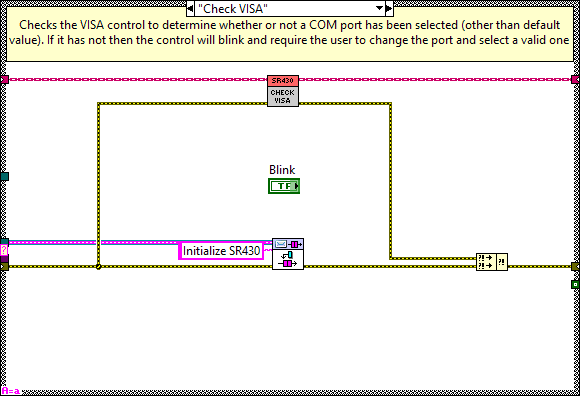 "Check VISA"
Checks the VISA control to determine whether or not a COM port has been selected (other than default
value). If it has not then the control will blink and require the user to change the port and select a valid one
SR430
CHECK
VISA
Blink
TF
?
Initialize SR430
?! ?!
?!
A=a